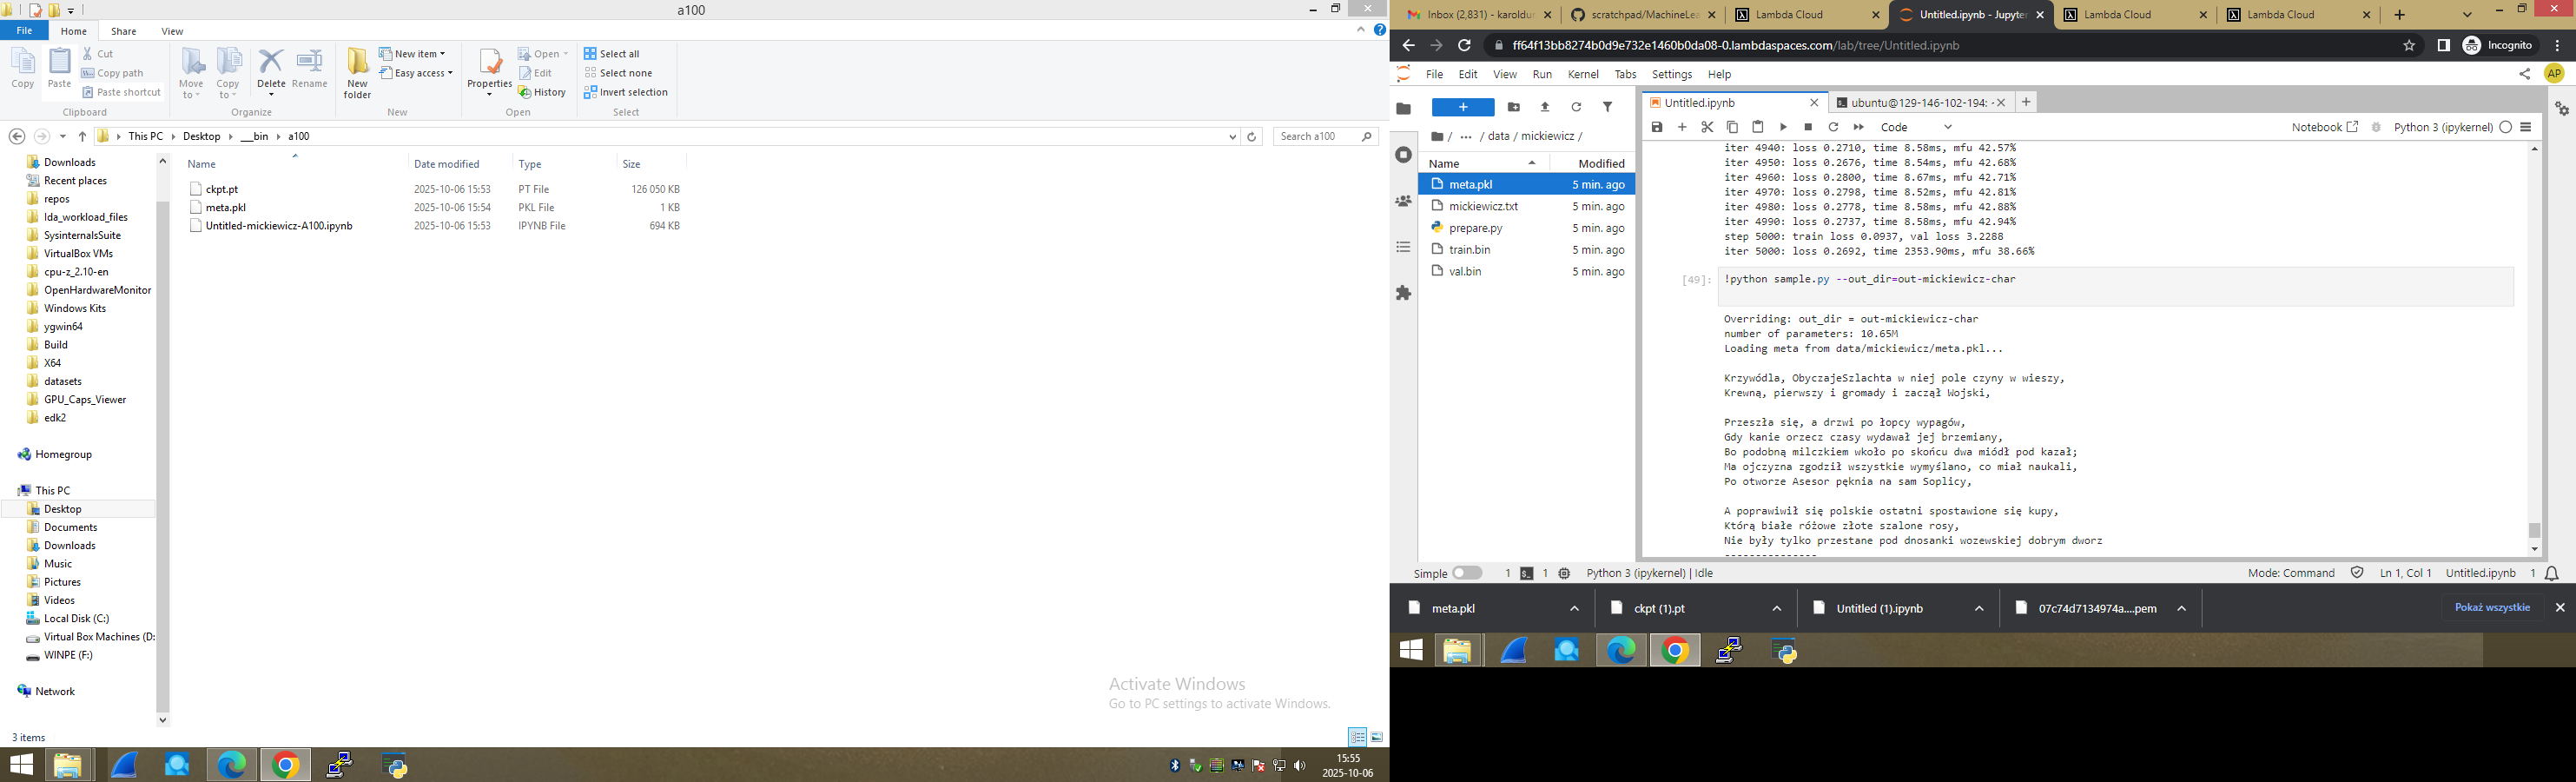 a100
File
Home
Share
View
Copy
Paste
Cut
Copy path
Paste shortcut
Clipboard
Move to
Copy to
Delete
Rename
Organize
New folder
New item
Easy access
New
Properties
Open
Edit
History
Open
Select all
Select none
Invert selection
Select
This PC
Desktop
__bin
a100
Search a100
Name
Date modified
Type
Size
ckpt.pt 2025-10-06 15:53 PT File 126 050 KB
meta.pkl 2025-10-06 15:54 PKL File 1 KB
Untitled-mickiewicz-A100.ipynb 2025-10-06 15:53 IPYNB File 694 KB
Downloads
Recent places
repos
lda_workload_files
SysinternalsSuite
VirtualBox VMs
cpu-z_2.10-en
OpenHardwareMonitor
Windows Kits
ygwin64
Build
X64
datasets
GPU_Caps_Viewer
edk2
Homegroup
This PC
Desktop
Documents
Downloads
Music
Pictures
Videos
Local Disk (C:)
Virtual Box Machines (D:
WINPE (F:)
Network
Activate Windows
Go to PC settings to activate Windows.
3 items
15:55
2025-10-06
Inbox (2,831) - karoldur
scratchpad/MachineLea
Lambda Cloud
Untitled.ipynb - Jupyter
Lambda Cloud
Lambda Cloud
ff64f13bb8274b0d9e732e1460b0da08-0.lambdaspaces.com/lab/tree/Untitled.ipynb
Incognito
File Edit View Run Kernel Tabs Settings Help
AP
/ ... / data / mickiewicz /
Name Modified
meta.pkl 5 min. ago
mickiewicz.txt 5 min. ago
prepare.py 5 min. ago
train.bin 5 min. ago
val.bin 5 min. ago
Untitled.ipynb
ubuntu@129-146-102-194: ~
Code
Notebook
Python 3 (ipykernel)
iter 4940: loss 0.2710, time 8.58ms, mfu 42.57%
iter 4950: loss 0.2676, time 8.54ms, mfu 42.68%
iter 4960: loss 0.2800, time 8.67ms, mfu 42.71%
iter 4970: loss 0.2798, time 8.52ms, mfu 42.81%
iter 4980: loss 0.2778, time 8.58ms, mfu 42.88%
iter 4990: loss 0.2737, time 8.58ms, mfu 42.94%
step 5000: train loss 0.0937, val loss 3.2288
iter 5000: loss 0.2692, time 2353.90ms, mfu 38.66%
[49]: !python sample.py --out_dir=out-mickiewicz-char
Overriding: out_dir = out-mickiewicz-char
number of parameters: 10.65M
Loading meta from data/mickiewicz/meta.pkl...
Krzywódla, ObyczajeSzlachta w niej pole czyny w wieszy,
Krewną, pierwszy i gromady i zaczął Wojski,
Przeszła się, a drzwi po łopcy wypagów,
Gdy kanie orzecz czasy wydawał jej brzemiany,
Bo podobną milczkiem wkoło po skońcu dwa miódł pod kazał;
Ma ojczyzna zgodził wszystkie wymyślano, co miał naukali,
Po otworze Asesor pęknia na sam Soplicy,
A poprawiwił się polskie ostatni spostawione się kupy,
Którą białe różowe złote szalone rosy,
Nie były tylko przestane pod dnosanki wozewskiej dobrym dworz
---------------
Simple
1
1
Python 3 (ipykernel) | Idle
Mode: Command
Ln 1, Col 1
Untitled.ipynb
1
meta.pkl
ckpt (1).pt
Untitled (1).ipynb
07c74d7134974a....pem
Pokaż wszystkie